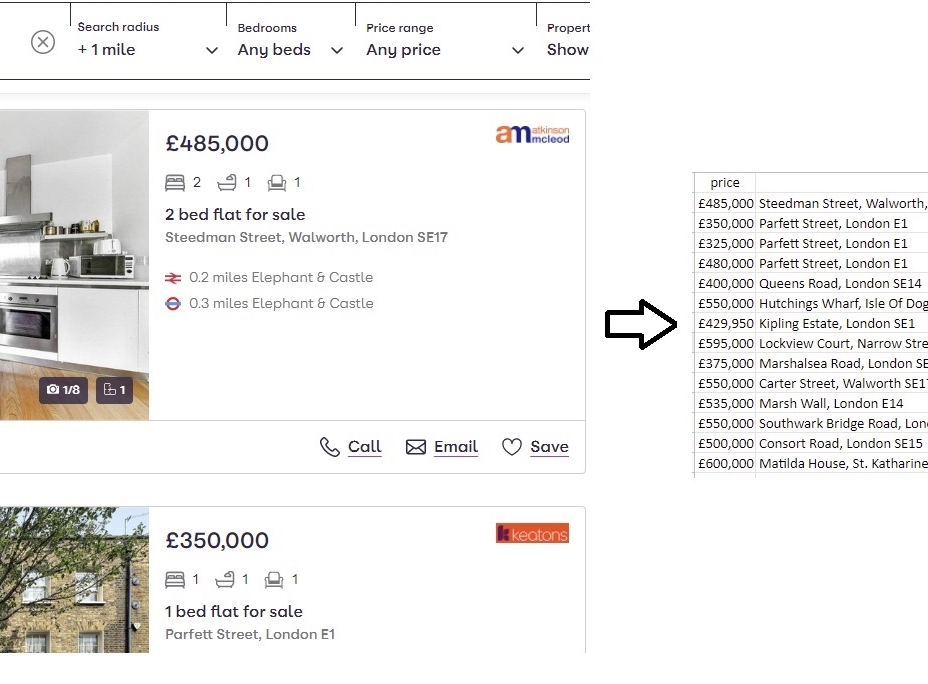 Search radius
+ 1 mile
Bedrooms
Any beds
Price range
Any price
Propert
Show
£485,000
atkinson
am mcleod
2 1 1
2 bed flat for sale
Steedman Street, Walworth, London SE17
0.2 miles Elephant & Castle
0.3 miles Elephant & Castle
1/8 1
Call Email Save
£350,000
keatons
1 1 1
1 bed flat for sale
Parfett Street, London E1
price
£485,000 Steedman Street, Walworth,
£350,000 Parfett Street, London E1
£325,000 Parfett Street, London E1
£480,000 Parfett Street, London E1
£400,000 Queens Road, London SE14
£550,000 Hutchings Wharf, Isle Of Dog
£429,950 Kipling Estate, London SE1
£595,000 Lockview Court, Narrow Stre
£375,000 Marshalsea Road, London SE
£550,000 Carter Street, Walworth SE17
£535,000 Marsh Wall, London E14
£550,000 Southwark Bridge Road, Lon
£500,000 Consort Road, London SE15
£600,000 Matilda House, St. Katharine